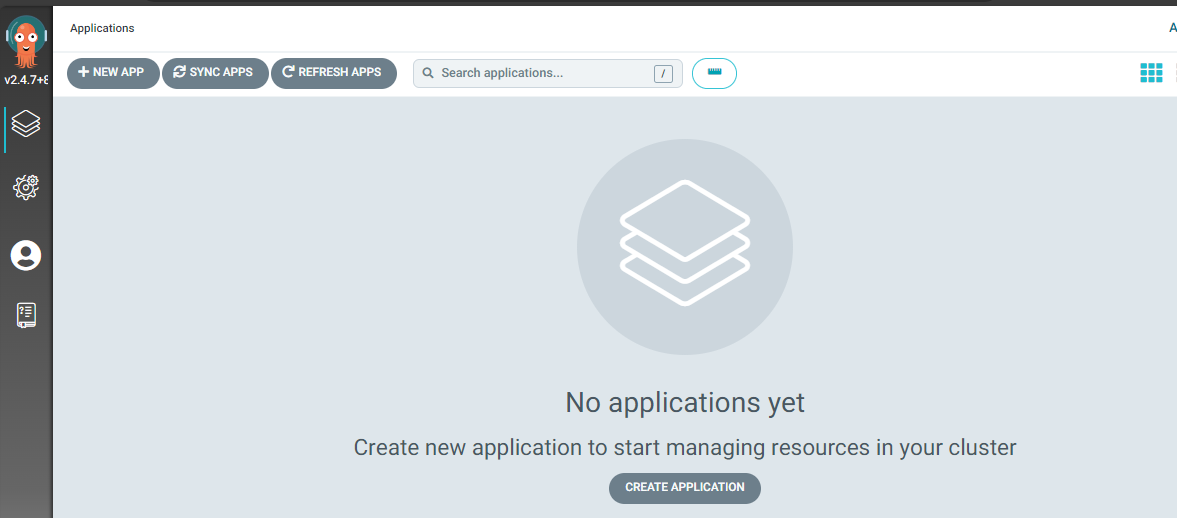 Applications
v2.4.7+8
NEW APP
SYNC APPS
REFRESH APPS
Search applications...
/
No applications yet
Create new application to start managing resources in your cluster
CREATE APPLICATION